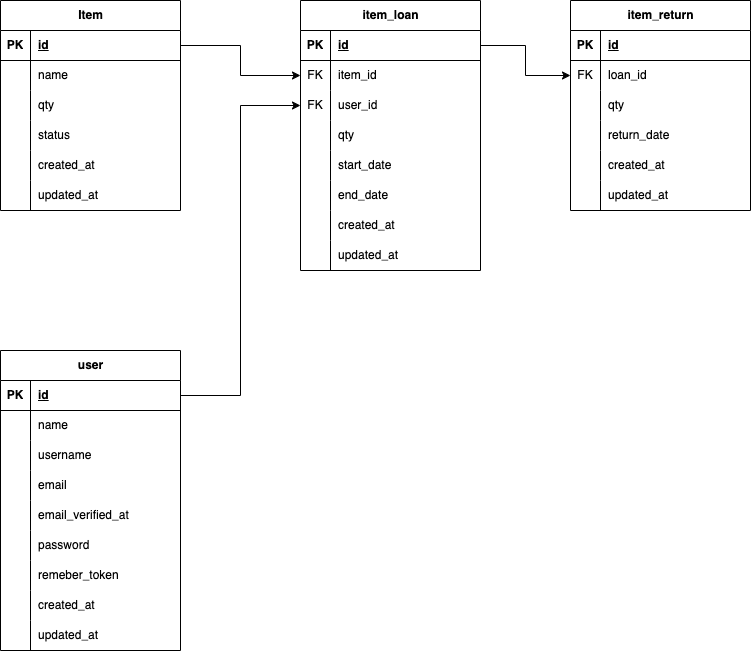 Item
PK id
name
qty
status
created_at
updated_at
item_loan
PK id
FK item_id
FK user_id
qty
start_date
end_date
created_at
updated_at
item_return
PK id
FK loan_id
qty
return_date
created_at
updated_at
user
PK id
name
username
email
email_verified_at
password
remeber_token
created_at
updated_at